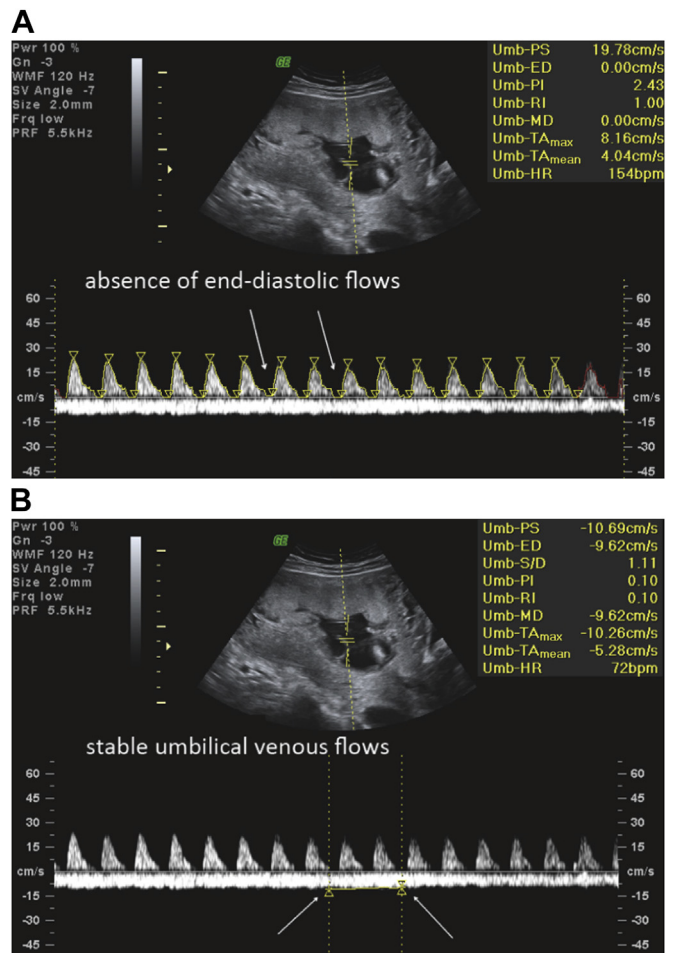 A
Pwr 100 %
Gn -3
WMF 120 Hz
SV Angle -7
Size 2.0mm
Frq low
PRF 5.5kHz
GE
Umb-PS 19.78cm/s
Umb-ED 0.00cm/s
Umb-PI 2.43
Umb-RI 1.00
Umb-MD 0.00cm/s
Umb-TAmax 8.16cm/s
Umb-TAmean 4.04cm/s
Umb-HR 154bpm
absence of end-diastolic flows
60 60
45 45
30 30
15 15
cm/s cm/s
-15 -15
-30 -30
-45 -45
B
Pwr 100 %
Gn -3
WMF 120 Hz
SV Angle -7
Size 2.0mm
Frq low
PRF 5.5kHz
GE
Umb-PS -10.69cm/s
Umb-ED -9.62cm/s
Umb-S/D 1.11
Umb-PI 0.10
Umb-RI 0.10
Umb-MD -9.62cm/s
Umb-TAmax -10.26cm/s
Umb-TAmean -5.28cm/s
Umb-HR 72bpm
stable umbilical venous flows
60 60
45 45
30 30
15 15
cm/s cm/s
-15 -15
-30 -30
-45 -45